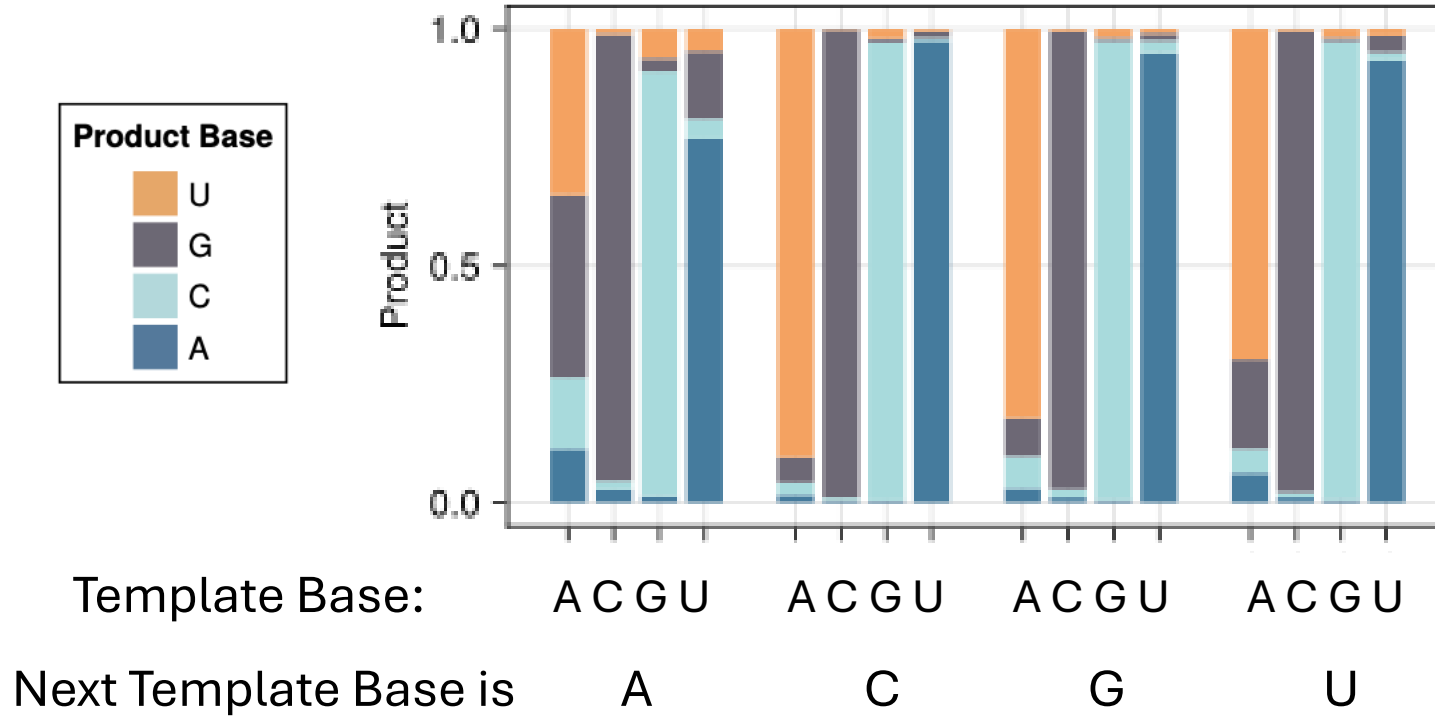 Product Base
U
G
C
A
Product
1.0
0.5
0.0
Template Base: A C G U A C G U A C G U A C G U
Next Template Base is A C G U